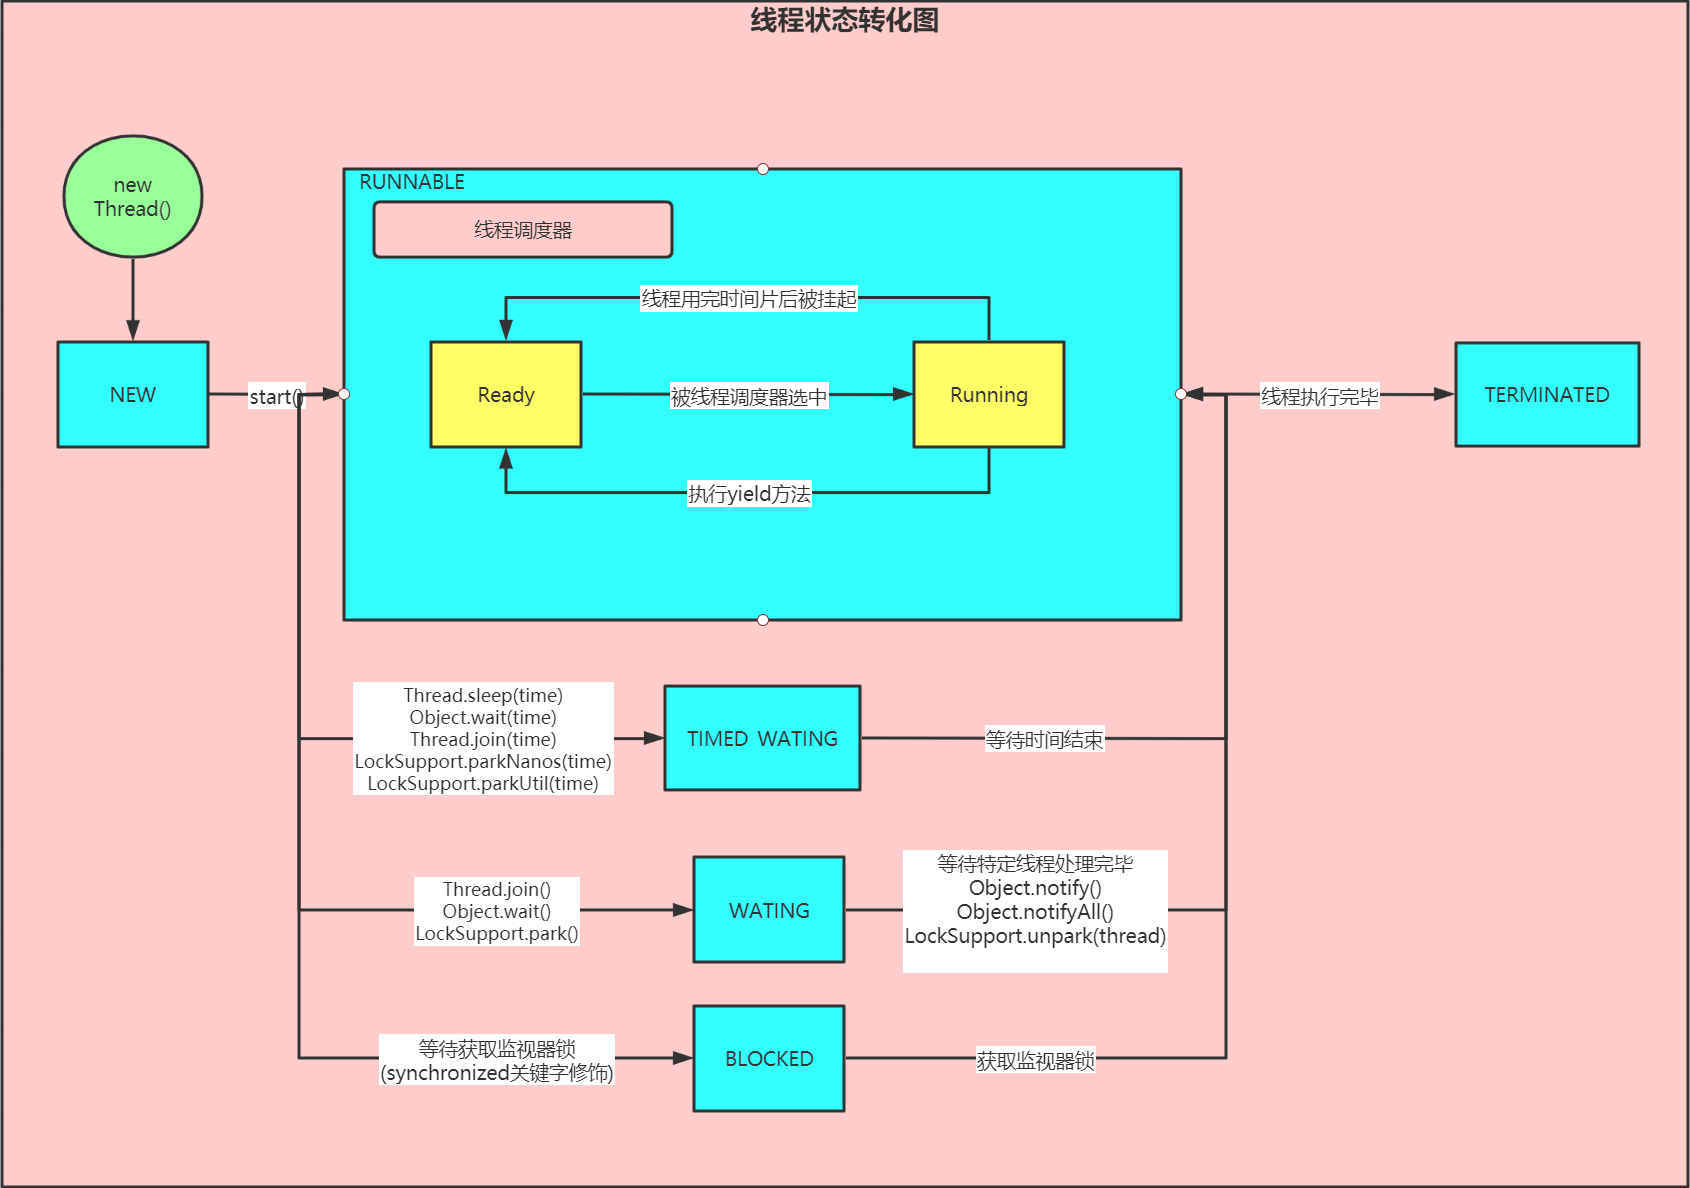 线程状态转化图
new
Thread()
RUNNABLE
线程调度器
线程用完时间片后被挂起
NEW
start()
Ready
被线程调度器选中
Running
线程执行完毕
TERMINATED
执行yield方法
Thread.sleep(time)
Object.wait(time)
Thread.join(time)
LockSupport.parkNanos(time)
LockSupport.parkUtil(time)
TIMED WATING
等待时间结束
Thread.join()
Object.wait()
LockSupport.park()
WATING
等待特定线程处理完毕
Object.notify()
Object.notifyAll()
LockSupport.unpark(thread)
等待获取监视器锁
(synchronized关键字修饰)
BLOCKED
获取监视器锁